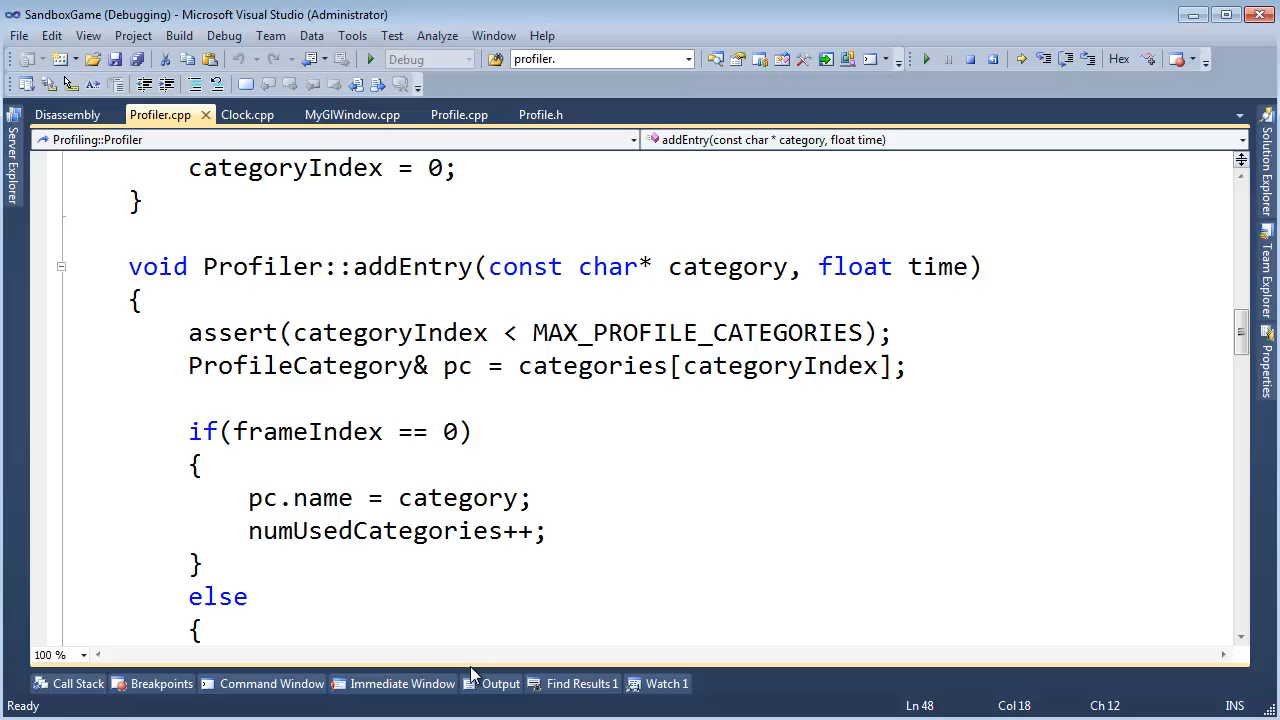 SandboxGame (Debugging) - Microsoft Visual Studio (Administrator)
File Edit View Project Build Debug Team Data Tools Test Analyze Window Help
Debug profiler. Hex
Disassembly Profiler.cpp Clock.cpp MyGlWindow.cpp Profile.cpp Profile.h
Profiling::Profiler addEntry(const char * category, float time)
categoryIndex = 0;
}
void Profiler::addEntry(const char* category, float time)
{
assert(categoryIndex < MAX_PROFILE_CATEGORIES);
ProfileCategory& pc = categories[categoryIndex];
if(frameIndex == 0)
{
pc.name = category;
numUsedCategories++;
}
else
{
100 %
Call Stack Breakpoints Command Window Immediate Window Output Find Results 1 Watch 1
Ready Ln 48 Col 18 Ch 12 INS
Server Explorer
Solution Explorer
Team Explorer
Properties